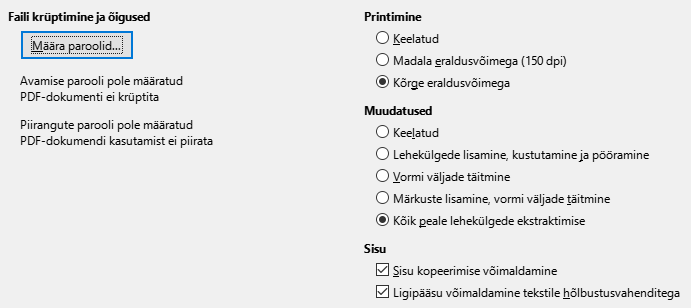 Faili krüptimine ja õigused
Määra paroolid...
Avamise parooli pole määratud
PDF-dokumenti ei krüptita
Piirangute parooli pole määratud
PDF-dokumendi kasutamist ei piirata
Printimine
Keelatud
Madala eraldusvõimega (150 dpi)
Kõrge eraldusvõimega
Muudatused
Keelatud
Lehekülgede lisamine, kustutamine ja pööramine
Vormi väljade täitmine
Märkuste lisamine, vormi väljade täitmine
Kõik peale lehekülgede ekstraktimise
Sisu
Sisu kopeerimise võimaldamine
Ligipääsu võimaldamine tekstile hõlbustusvahenditega